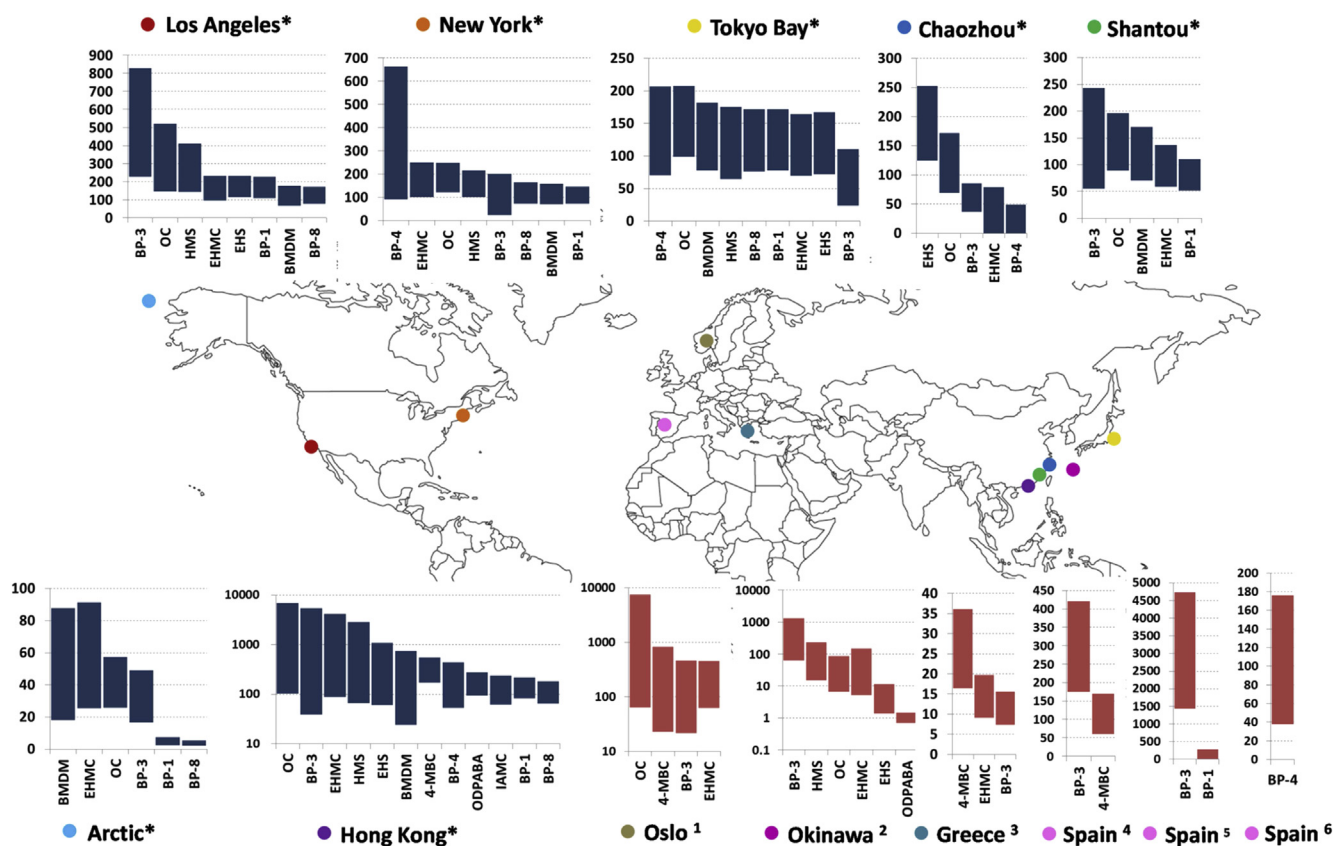 Los Angeles*
New York*
Tokyo Bay*
Chaozhou*
Shantou*
900
800
700
600
500
400
300
200
100
0
BP-3
OC
HMS
EHMC
EHS
BP-1
BMDM
BP-8
700
600
500
400
300
200
100
0
BP-4
EHMC
OC
HMS
BP-3
BP-8
BMDM
BP-1
250
200
150
100
50
0
BP-4
OC
BMDM
HMS
BP-8
BP-1
EHMC
EHS
BP-3
300
250
200
150
100
50
0
EHS
OC
BP-3
EHMC
BP-4
300
250
200
150
100
50
0
BP-3
OC
BMDM
EHMC
BP-1
100
80
60
40
20
0
BMDM
EHMC
OC
BP-3
BP-1
BP-8
10000
1000
100
10
OC
BP-3
EHMC
HMS
EHS
BMDM
4-MBC
BP-4
ODPABA
IAMC
BP-1
BP-8
10000
1000
100
10
OC
4-MBC
BP-3
EHMC
10000
1000
100
10
1
0.1
BP-3
HMS
OC
EHMC
EHS
ODPABA
40
35
30
25
20
15
10
5
0
4-MBC
EHMC
BP-3
450
400
350
300
250
200
150
100
50
0
BP-3
4-MBC
5000
4500
4000
3500
3000
2500
2000
1500
1000
500
0
BP-3
BP-1
200
180
160
140
120
100
80
60
40
20
0
BP-4
Arctic*
Hong Kong*
Oslo 1
Okinawa 2
Greece 3
Spain 4
Spain 5
Spain 6